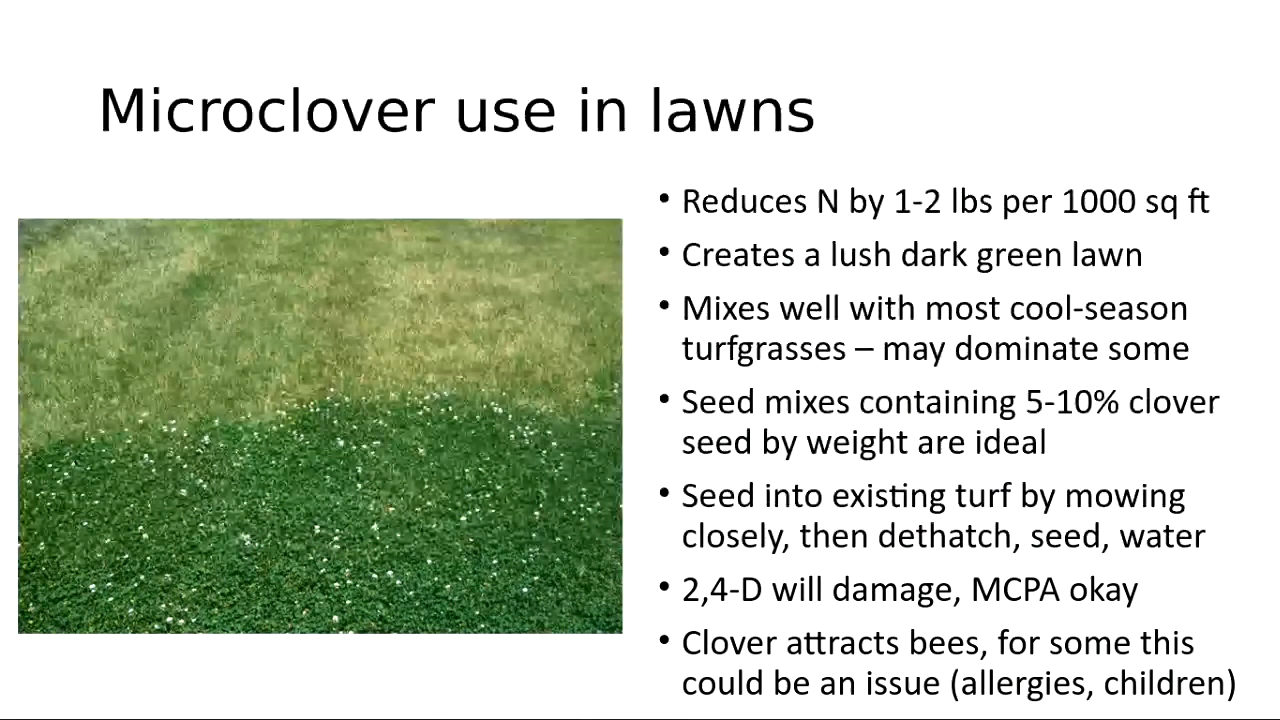 Microclover use in lawns
• Reduces N by 1-2 lbs per 1000 sq ft
• Creates a lush dark green lawn
• Mixes well with most cool-season
turfgrasses – may dominate some
• Seed mixes containing 5-10% clover
seed by weight are ideal
• Seed into existing turf by mowing
closely, then dethatch, seed, water
• 2,4-D will damage, MCPA okay
• Clover attracts bees, for some this
could be an issue (allergies, children)